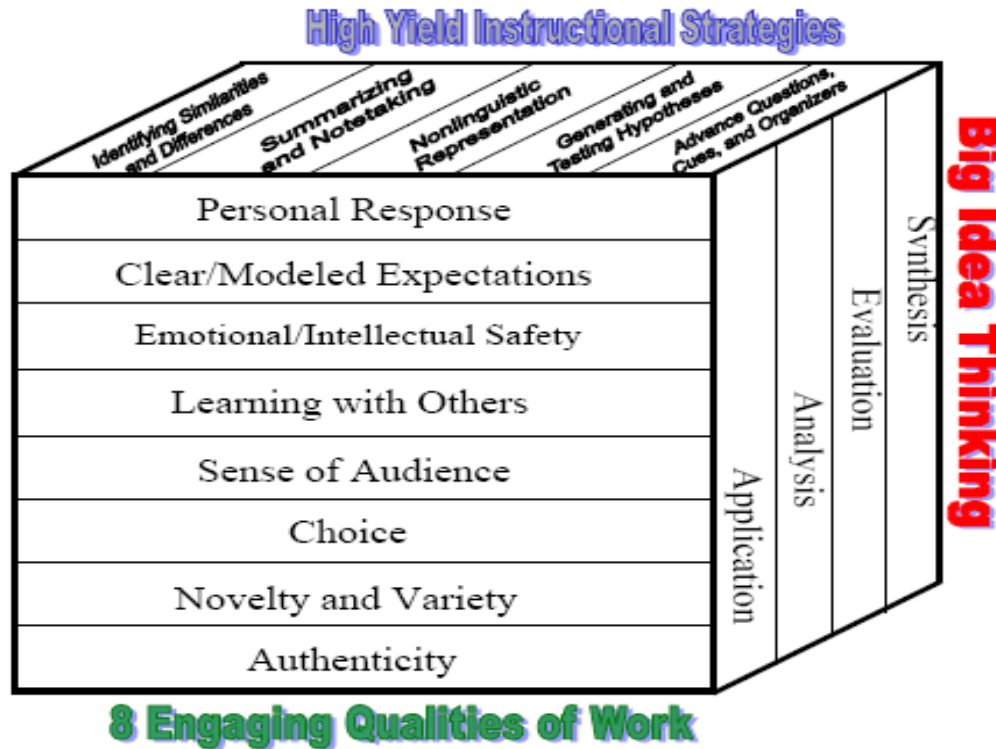 High Yield Instructional Strategies
Identifying Similarities
and Differences
Summarizing
and Notetaking
Nonlinguistic
Representation
Generating and
Testing Hypotheses
Advance Questions,
Cues, and Organizers
Personal Response
Clear/Modeled Expectations
Emotional/Intellectual Safety
Learning with Others
Sense of Audience
Choice
Novelty and Variety
Authenticity
Application
Analysis
Evaluation
Synthesis
Big Idea Thinking
8 Engaging Qualities of Work